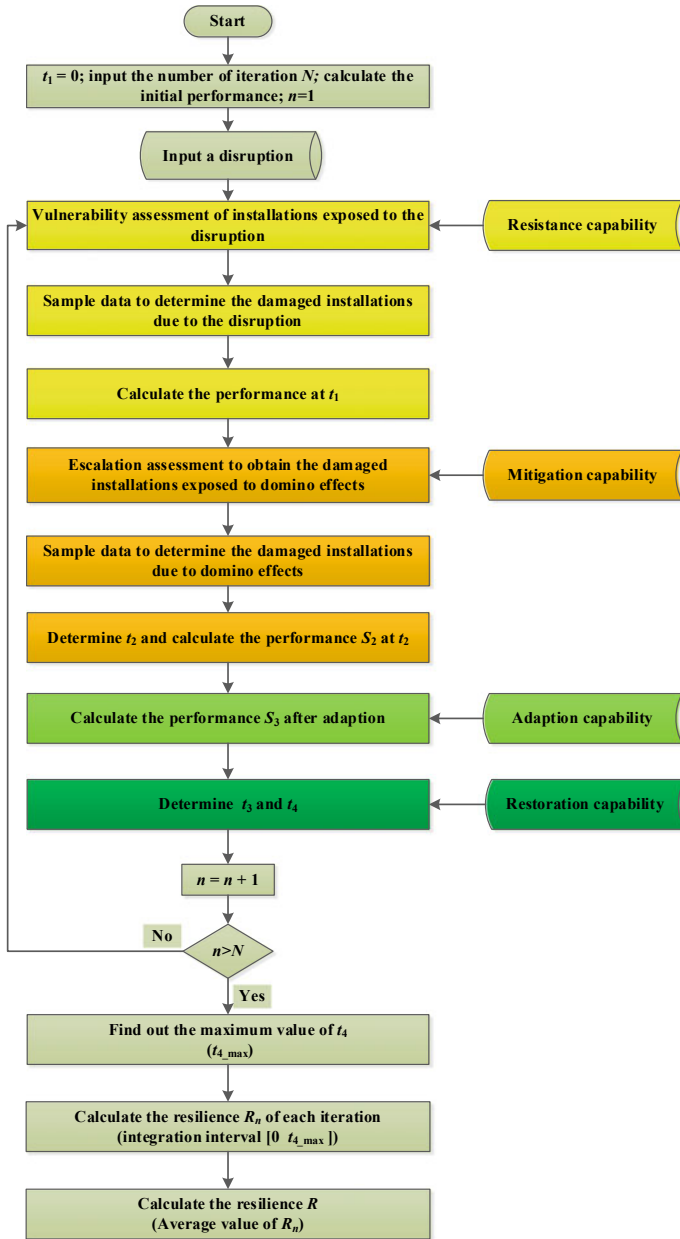 Start
t1 = 0; input the number of iteration N; calculate the
initial performance; n=1
Input a disruption
Vulnerability assessment of installations exposed to the
disruption
Resistance capability
Sample data to determine the damaged installations
due to the disruption
Calculate the performance at t1
Escalation assessment to obtain the damaged
installations exposed to domino effects
Mitigation capability
Sample data to determine the damaged installations
due to domino effects
Determine t2 and calculate the performance S2 at t2
Calculate the performance S3 after adaption
Adaption capability
Determine t3 and t4
Restoration capability
n = n + 1
No
n>N
Yes
Find out the maximum value of t4
(t4_max)
Calculate the resilience Rn of each iteration
(integration interval [0 t4_max ])
Calculate the resilience R
(Average value of Rn)